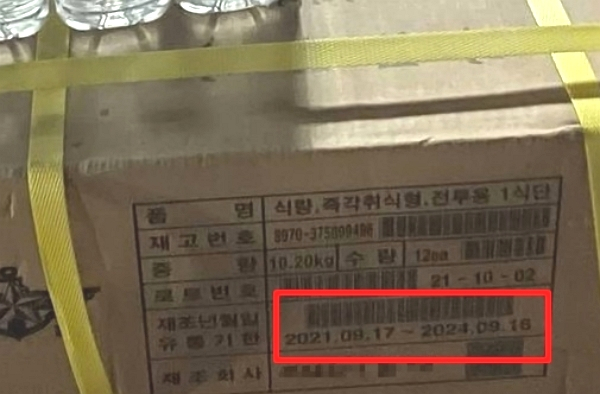 품 명 식량,즉각취식형,전투용 1식단
재고번호 8970-375099496
중 량 10.20kg 수 량 12ea
로트번호 21-10-02
제조년월일
유통기한 2021.09.17 ~ 2024.09.16
제조회사